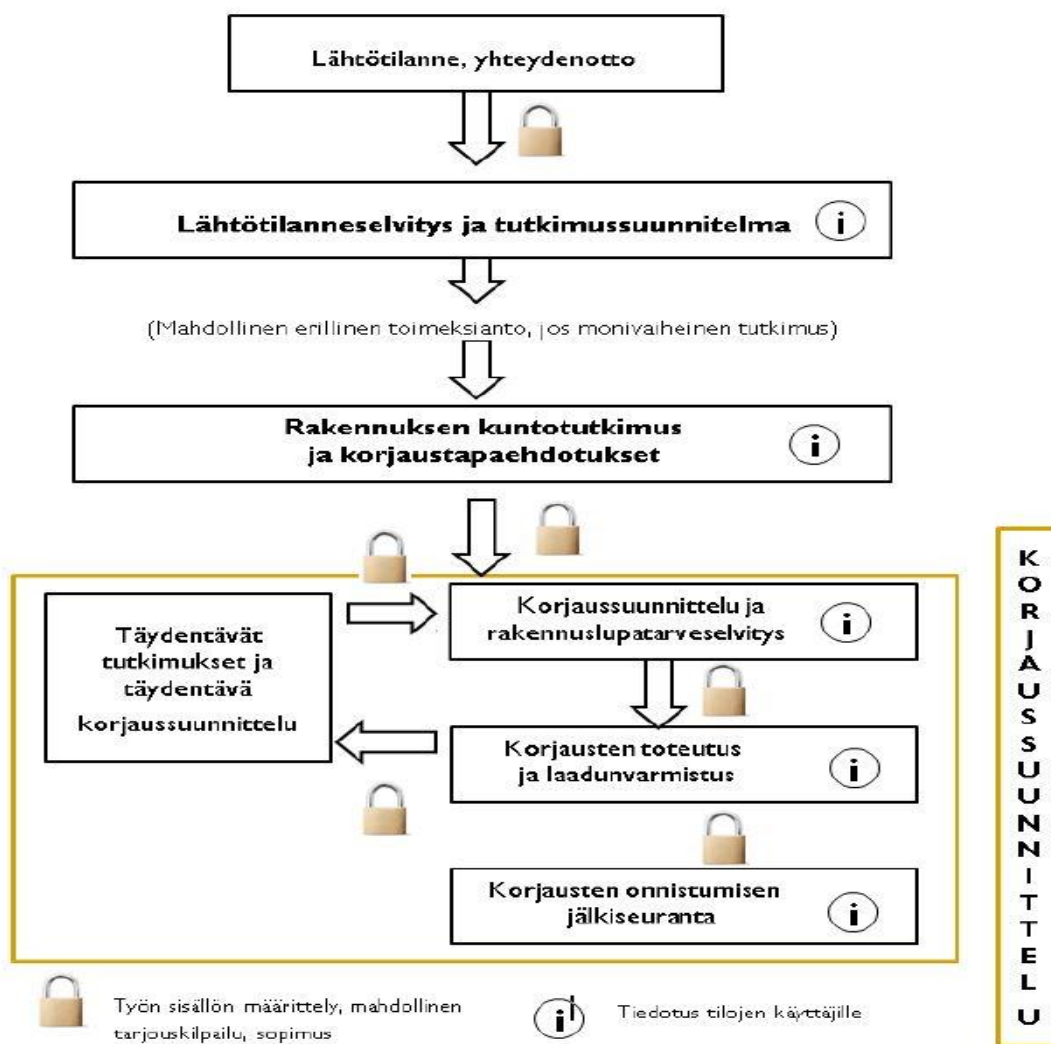 Lähtötilanne, yhteydenotto
Lähtötilanneselvitys ja tutkimussuunnitelma
i
(Mahdollinen erillinen toimeksianto, jos monivaiheinen tutkimus)
Rakennuksen kuntotutkimus
ja korjaustapaehdotukset
i
Täydentävät
tutkimukset ja
täydentävä
korjaussuunnittelu
Korjaussuunnittelu ja
rakennuslupatarveselvitys
i
Korjausten toteutus
ja laadunvarmistus
i
Korjausten onnistumisen
jälkiseuranta
i
KORJAUSSUUNNITTELU
Työn sisällön määrittely, mahdollinen
tarjouskilpailu, sopimus
i
Tiedotus tilojen käyttäjille